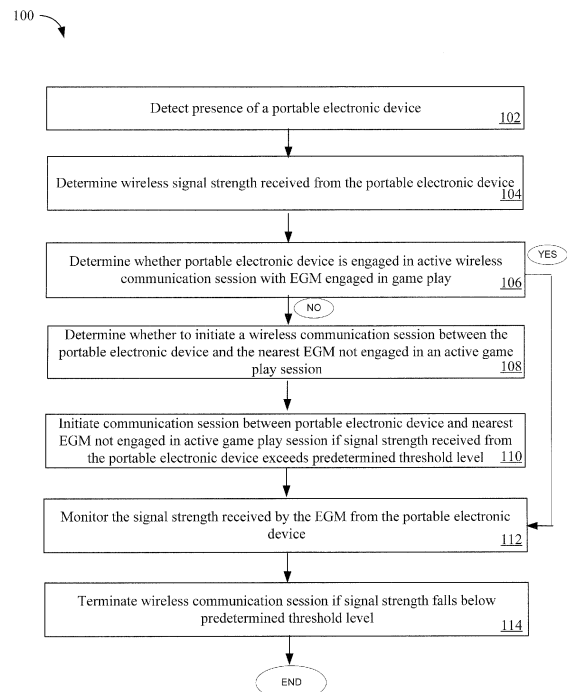 100
Detect presence of a portable electronic device
102
Determine wireless signal strength received from the portable electronic device
104
Determine whether portable electronic device is engaged in active wireless
communication session with EGM engaged in game play
106
YES
NO
Determine whether to initiate a wireless communication session between the
portable electronic device and the nearest EGM not engaged in an active game
play session
108
Initiate communication session between portable electronic device and nearest
EGM not engaged in active game play session if signal strength received from
the portable electronic device exceeds predetermined threshold level
110
Monitor the signal strength received by the EGM from the portable electronic
device
112
Terminate wireless communication session if signal strength falls below
predetermined threshold level
114
END